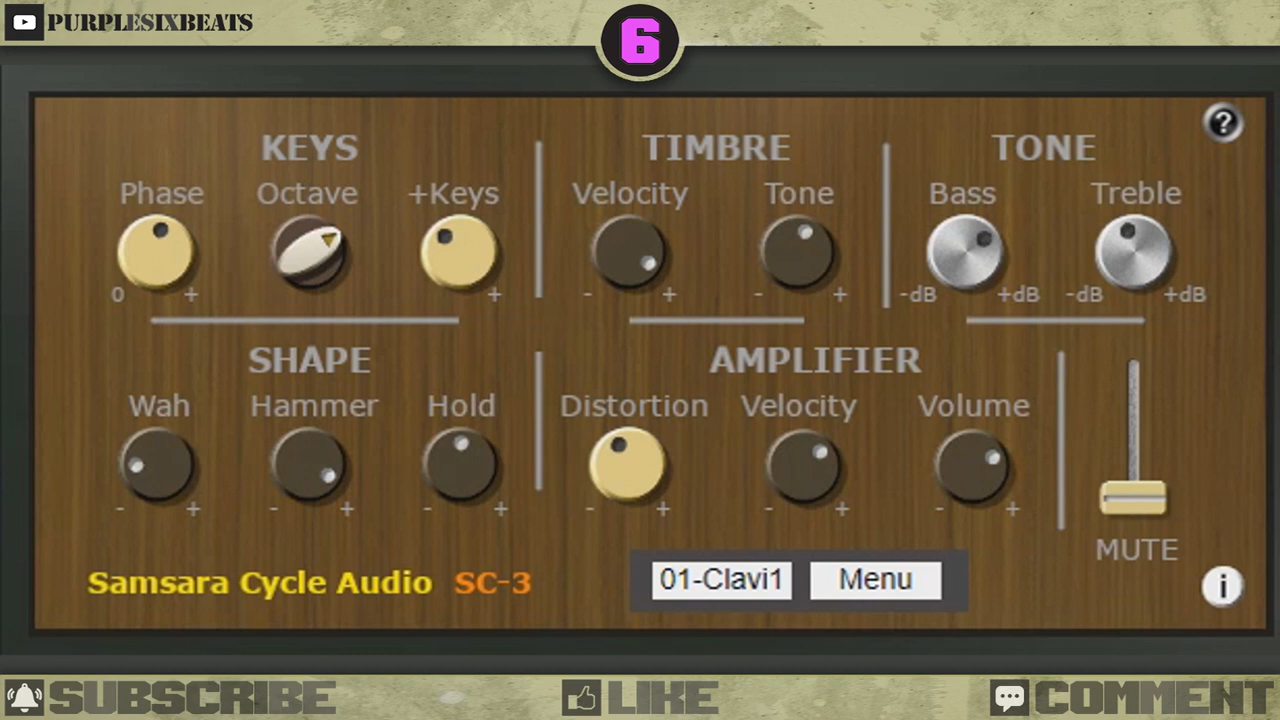 PURPLESIXBEATS
6
?
KEYS TIMBRE TONE
Phase Octave +Keys Velocity Tone Bass Treble
0 + + - + - + -dB +dB -dB +dB
SHAPE AMPLIFIER
Wah Hammer Hold Distortion Velocity Volume
- + - + - + - + - + - +
MUTE
Samsara Cycle Audio SC-3 01-Clavi1 Menu i
SUBSCRIBE LIKE COMMENT